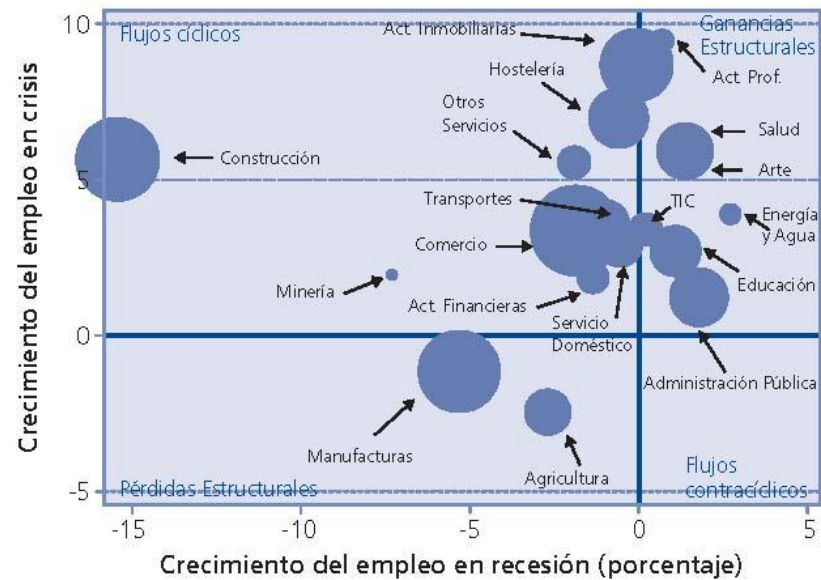 Crecimiento del empleo en crisis
10
5
0
-5
Flujos cíclicos
Act. Inmobiliarias
Ganancias
Estructurales
Act. Prof.
Hostelería
Otros
Servicios
Salud
Construcción
Arte
Transportes
TIC
Energía
y Agua
Comercio
Minería
Act. Financieras
Educación
Servicio
Doméstico
Administración Pública
Manufacturas
Agricultura
Flujos
contracíclicos
Pérdidas Estructurales
-15
-10
-5
0
5
Crecimiento del empleo en recesión (porcentaje)